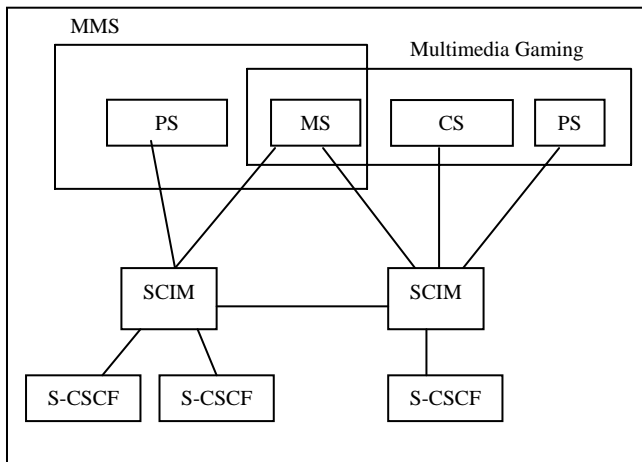 MMS
Multimedia Gaming
PS MS CS PS
SCIM SCIM
S-CSCF S-CSCF S-CSCF